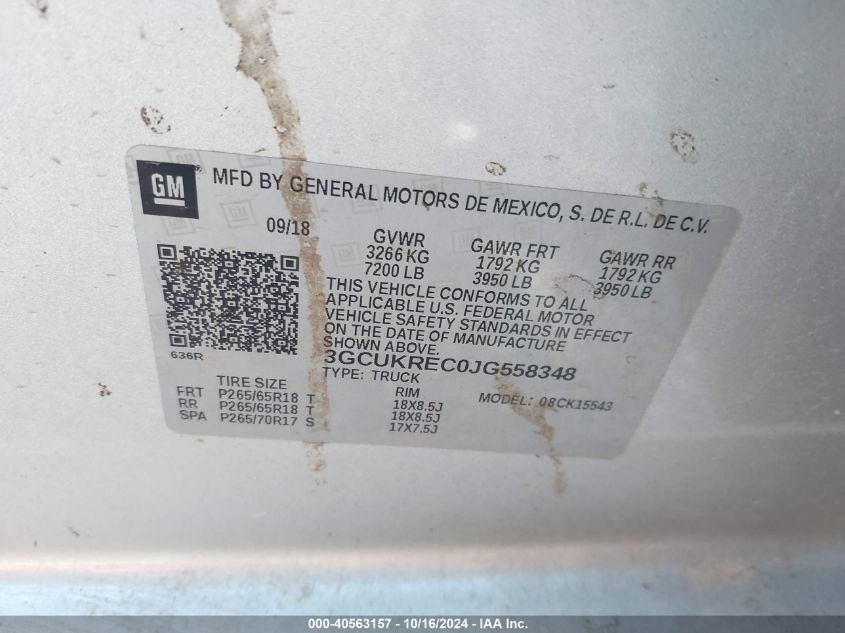 GM MFD BY GENERAL MOTORS DE MEXICO, S. DE R.L. DE C.V.
09/18 GVWR GAWR FRT GAWR RR
3266 KG 1792 KG 1792 KG
7200 LB 3950 LB 3950 LB
THIS VEHICLE CONFORMS TO ALL
APPLICABLE U.S. FEDERAL MOTOR
VEHICLE SAFETY STANDARDS IN EFFECT
ON THE DATE OF MANUFACTURE
SHOWN ABOVE.
636R 3GCUKREC0JG558348
TYPE: TRUCK MODEL: 08CK15543
TIRE SIZE RIM
FRT P265/65R18 T 18X8.5J
RR P265/65R18 T 18X8.5J
SPA P265/70R17 S 17X7.5J
000-40563157 - 10/16/2024 - IAA Inc.